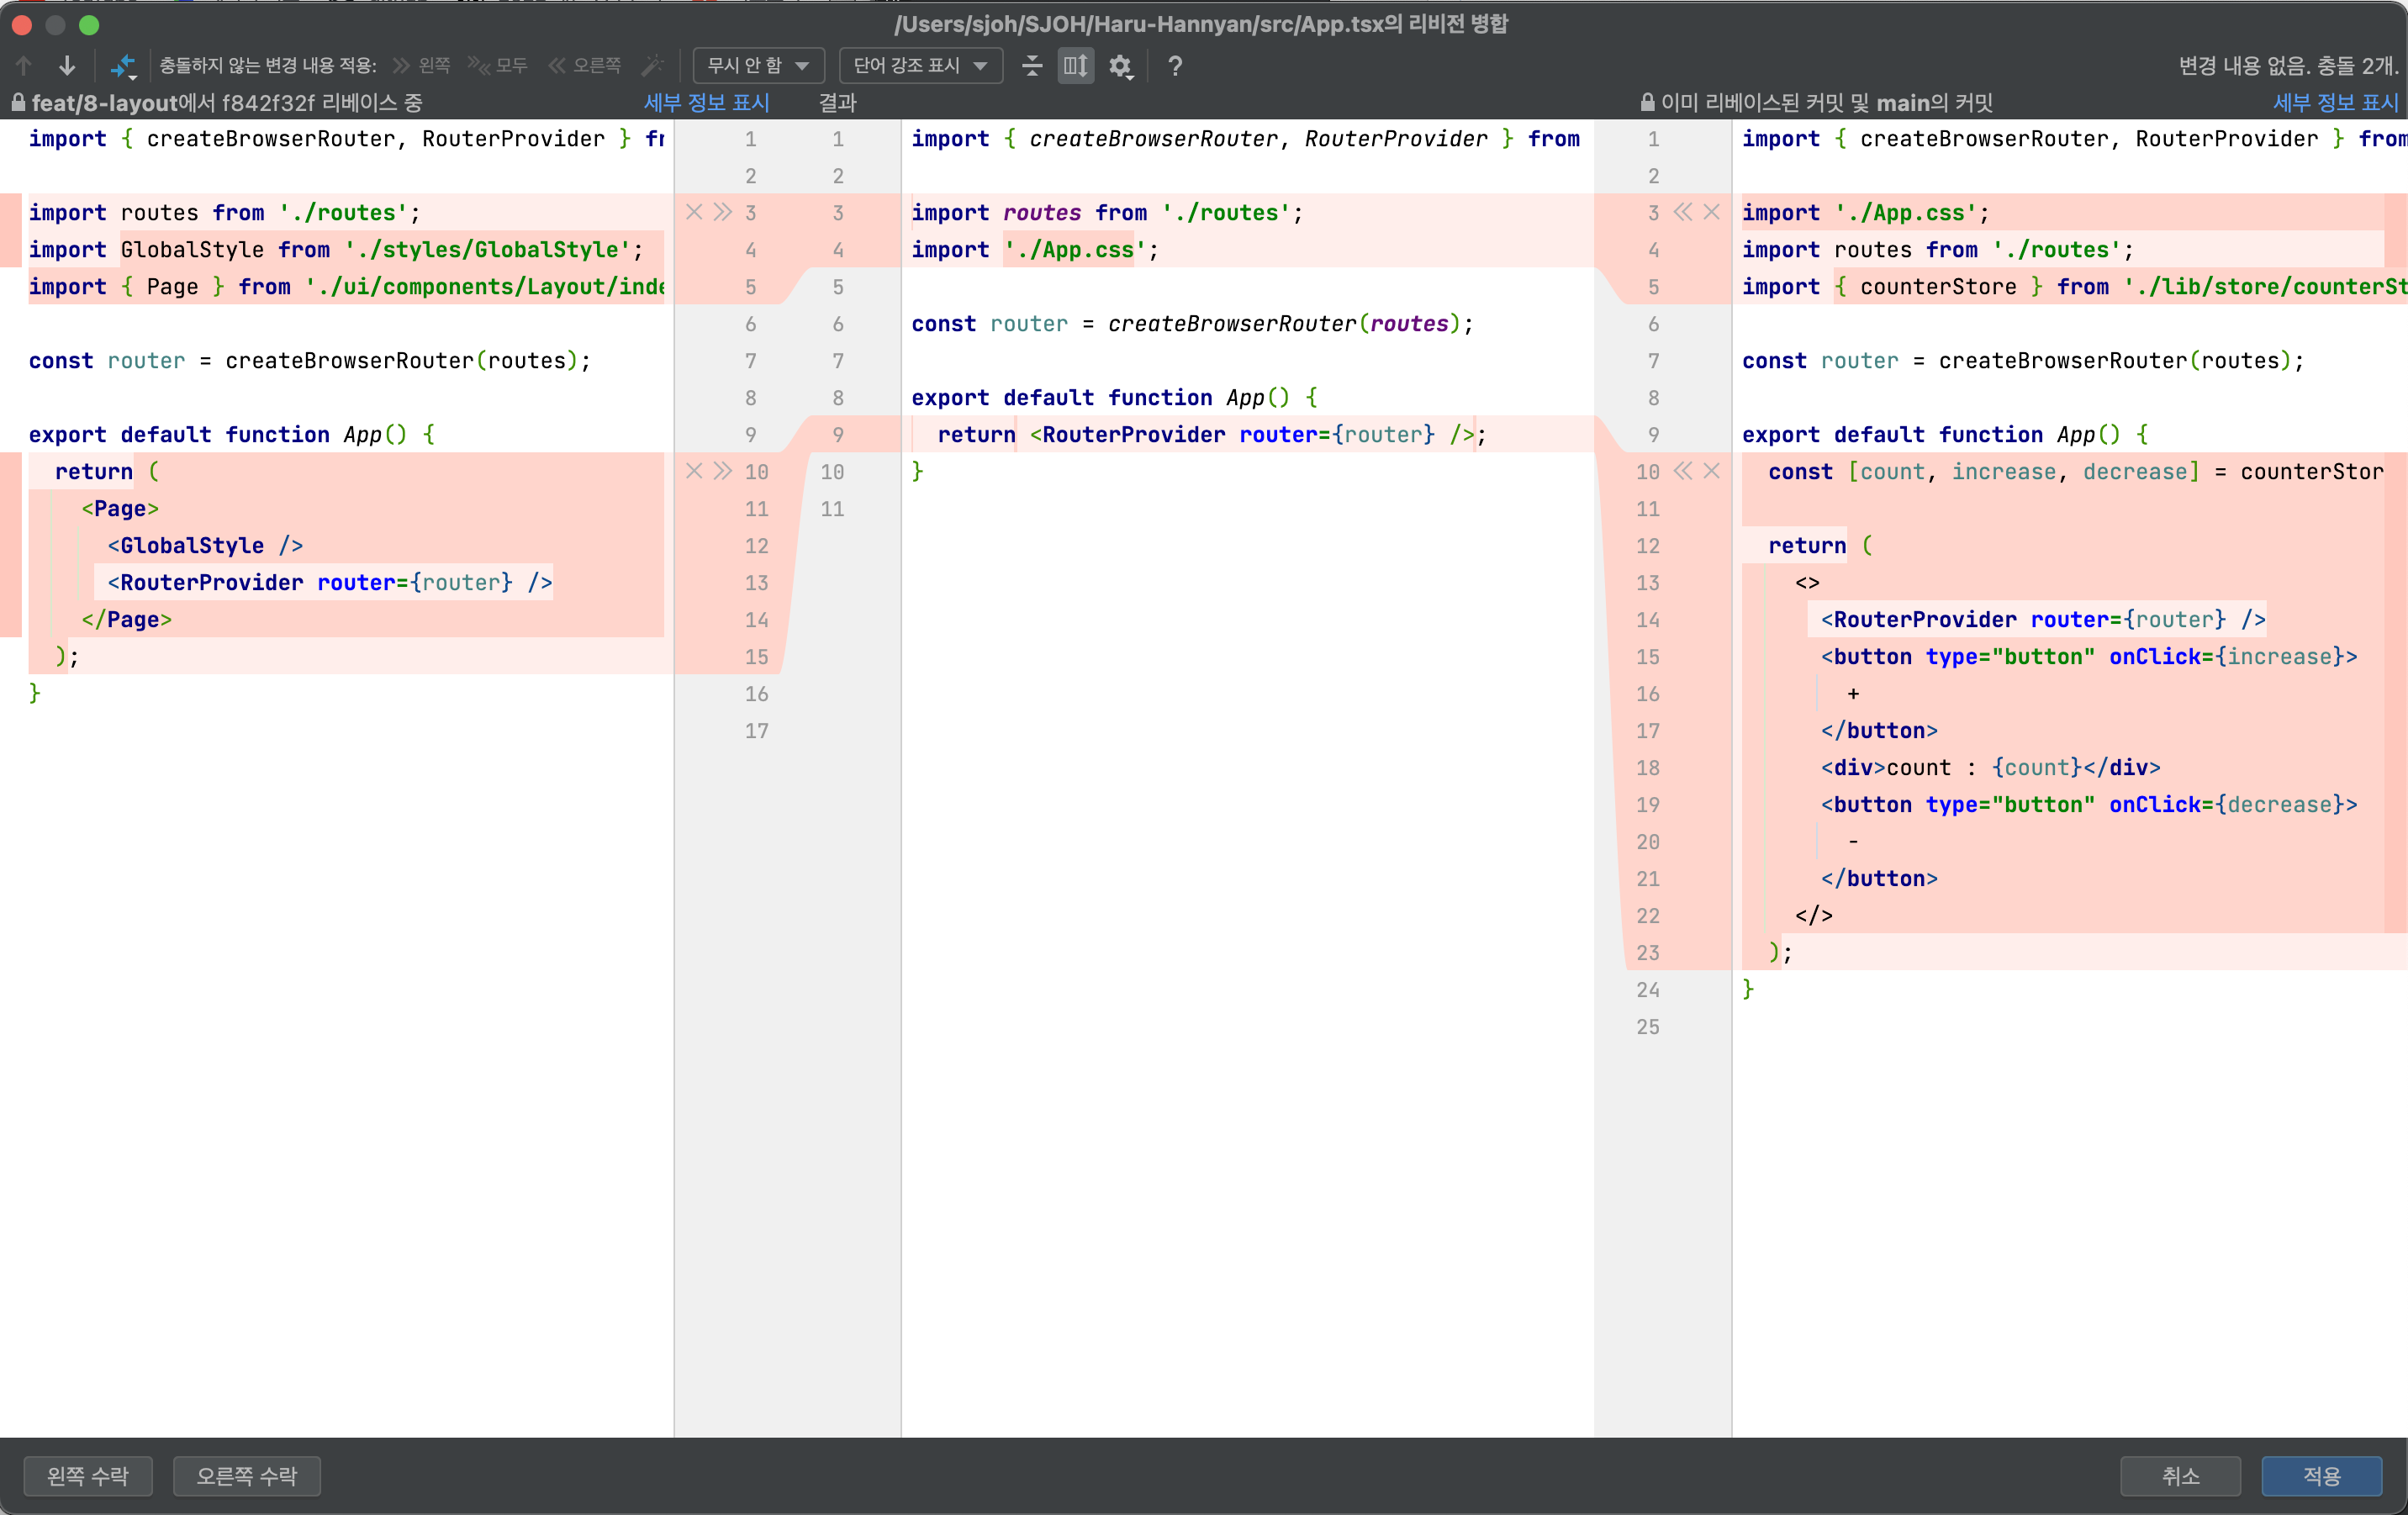 /Users/sjoh/SJOH/Haru-Hannyan/src/App.tsx의 리비전 병합
충돌하지 않는 변경 내용 적용: 왼쪽 모두 오른쪽 무시 안 함 단어 강조 표시 ? 변경 내용 없음. 충돌 2개.
feat/8-layout에서 f842f32f 리베이스 중 세부 정보 표시 결과 이미 리베이스된 커밋 및 main의 커밋 세부 정보 표시
import { createBrowserRouter, RouterProvider } fr
import routes from './routes';
import GlobalStyle from './styles/GlobalStyle';
import { Page } from './ui/components/Layout/inde
const router = createBrowserRouter(routes);
export default function App() {
return (
<Page>
<GlobalStyle />
<RouterProvider router={router} />
</Page>
);
}
1
2
3
4
5
6
7
8
9
10
11
12
13
14
15
16
17
1
2
3
4
5
6
7
8
9
10
11
import { createBrowserRouter, RouterProvider } from
import routes from './routes';
import './App.css';
const router = createBrowserRouter(routes);
export default function App() {
return <RouterProvider router={router} />;
}
1
2
3
4
5
6
7
8
9
10
11
12
13
14
15
16
17
18
19
20
21
22
23
24
25
import { createBrowserRouter, RouterProvider } from
import './App.css';
import routes from './routes';
import { counterStore } from './lib/store/counterSt
const router = createBrowserRouter(routes);
export default function App() {
const [count, increase, decrease] = counterStor
return (
<>
<RouterProvider router={router} />
<button type="button" onClick={increase}>
+
</button>
<div>count : {count}</div>
<button type="button" onClick={decrease}>
-
</button>
</>
);
}
왼쪽 수락 오른쪽 수락 취소 적용